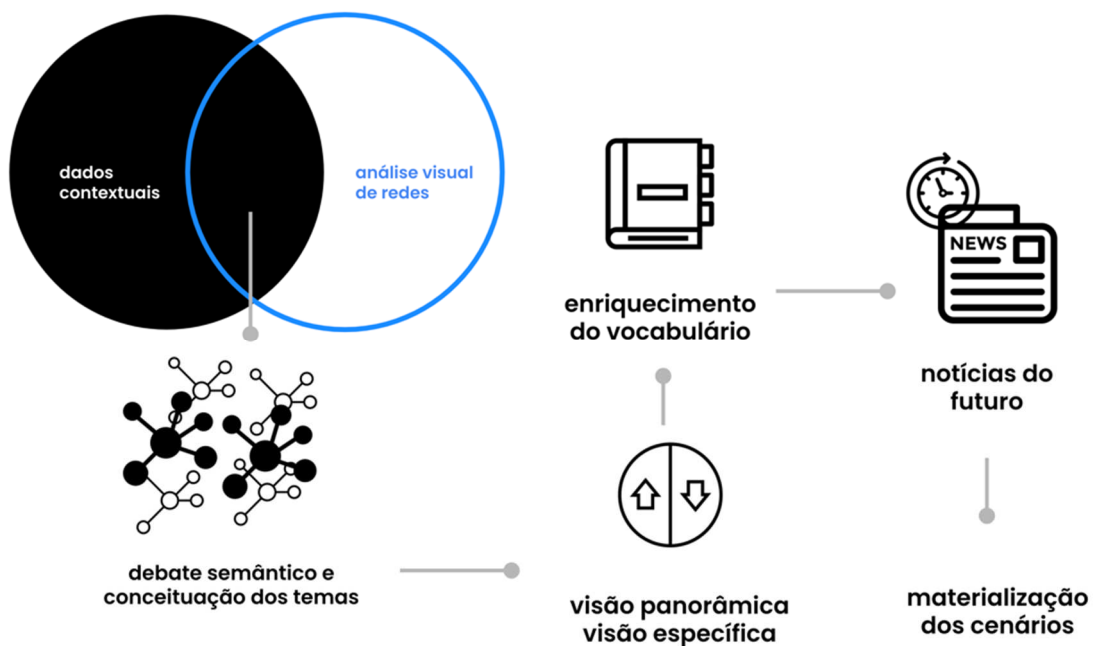 dados
contextuais
análise visual
de redes
debate semântico e
conceituação dos temas
visão panorâmica
visão específica
enriquecimento
do vocabulário
NEWS
notícias do
futuro
materialização
dos cenários